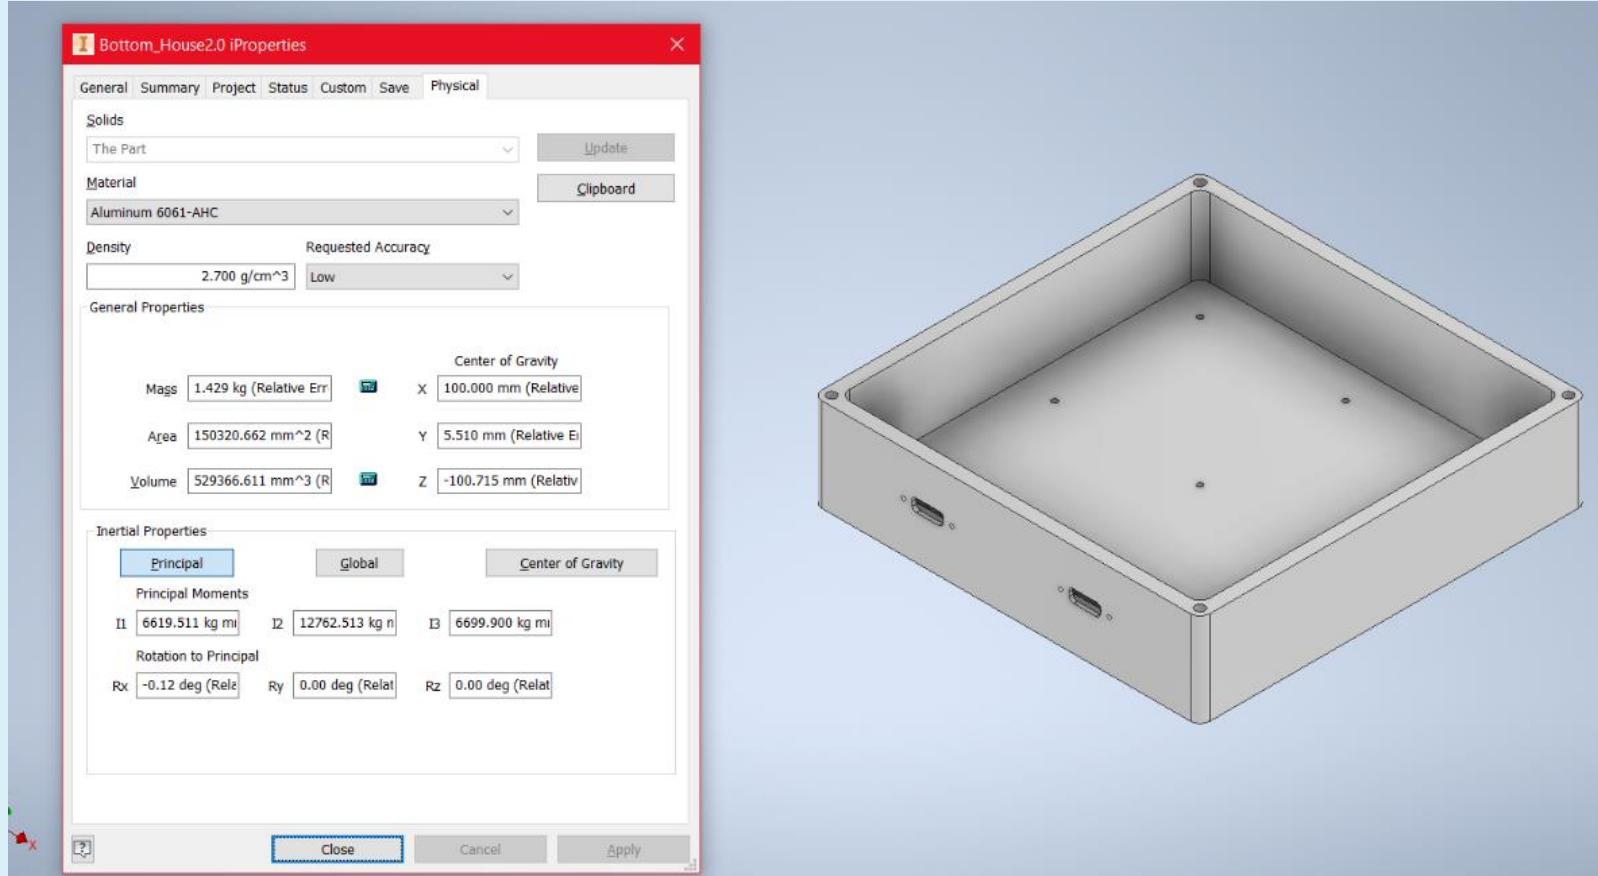 Bottom_House2.0 iProperties
General Summary Project Status Custom Save Physical
Solids
The Part
Update
Material
Clipboard
Aluminum 6061-AHC
Density Requested Accuracy
2.700 g/cm^3 Low
General Properties
Center of Gravity
Mass 1.429 kg (Relative Err X 100.000 mm (Relative
Area 150320.662 mm^2 (R Y 5.510 mm (Relative E
Volume 529366.611 mm^3 (R Z -100.715 mm (Relativ
Inertial Properties
Principal Global Center of Gravity
Principal Moments
I1 6619.511 kg m I2 12762.513 kg I3 6699.900 kg m
Rotation to Principal
Rx -0.12 deg (Rela Ry 0.00 deg (Relat Rz 0.00 deg (Relat
X
? Close Cancel Apply